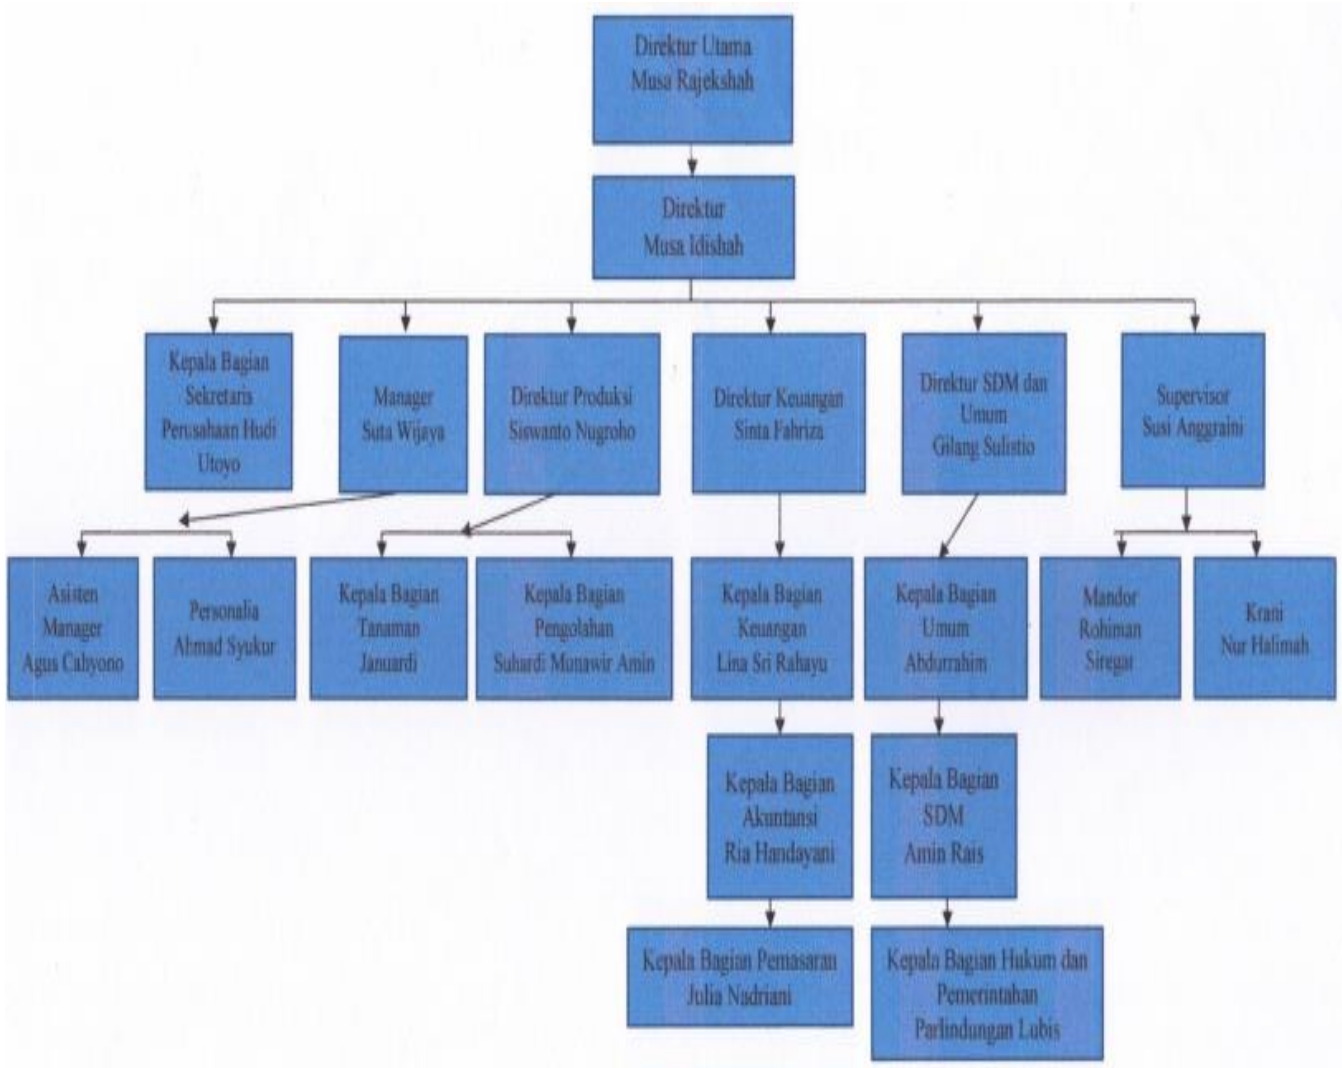 Direktur Utama
Musa Rajekshah
Direktur
Musa Idishah
Kepala Bagian
Sekretaris
Perusahaan Hudi
Utoyo
Manager
Suta Wijaya
Direktur Produksi
Siswanto Nugroho
Direktur Keuangan
Sinta Fahriza
Direktur SDM dan
Umum
Gilang Sulistio
Supervisor
Susi Anggraini
Asisten
Manager
Agus Cahyono
Personalia
Ahmad Syukur
Kepala Bagian
Tanaman
Januardi
Kepala Bagian
Pengolahan
Suhardi Munawir Amin
Kepala Bagian
Keuangan
Lina Sri Rahayu
Kepala Bagian
Umum
Abdurrahim
Mandor
Rohiman
Siregar
Krani
Nur Halimah
Kepala Bagian
Akuntansi
Ria Handayani
Kepala Bagian
SDM
Amin Rais
Kepala Bagian Pemasaran
Julia Nadriani
Kepala Bagian Hukum dan
Pemerintahan
Parlindungan Lubis